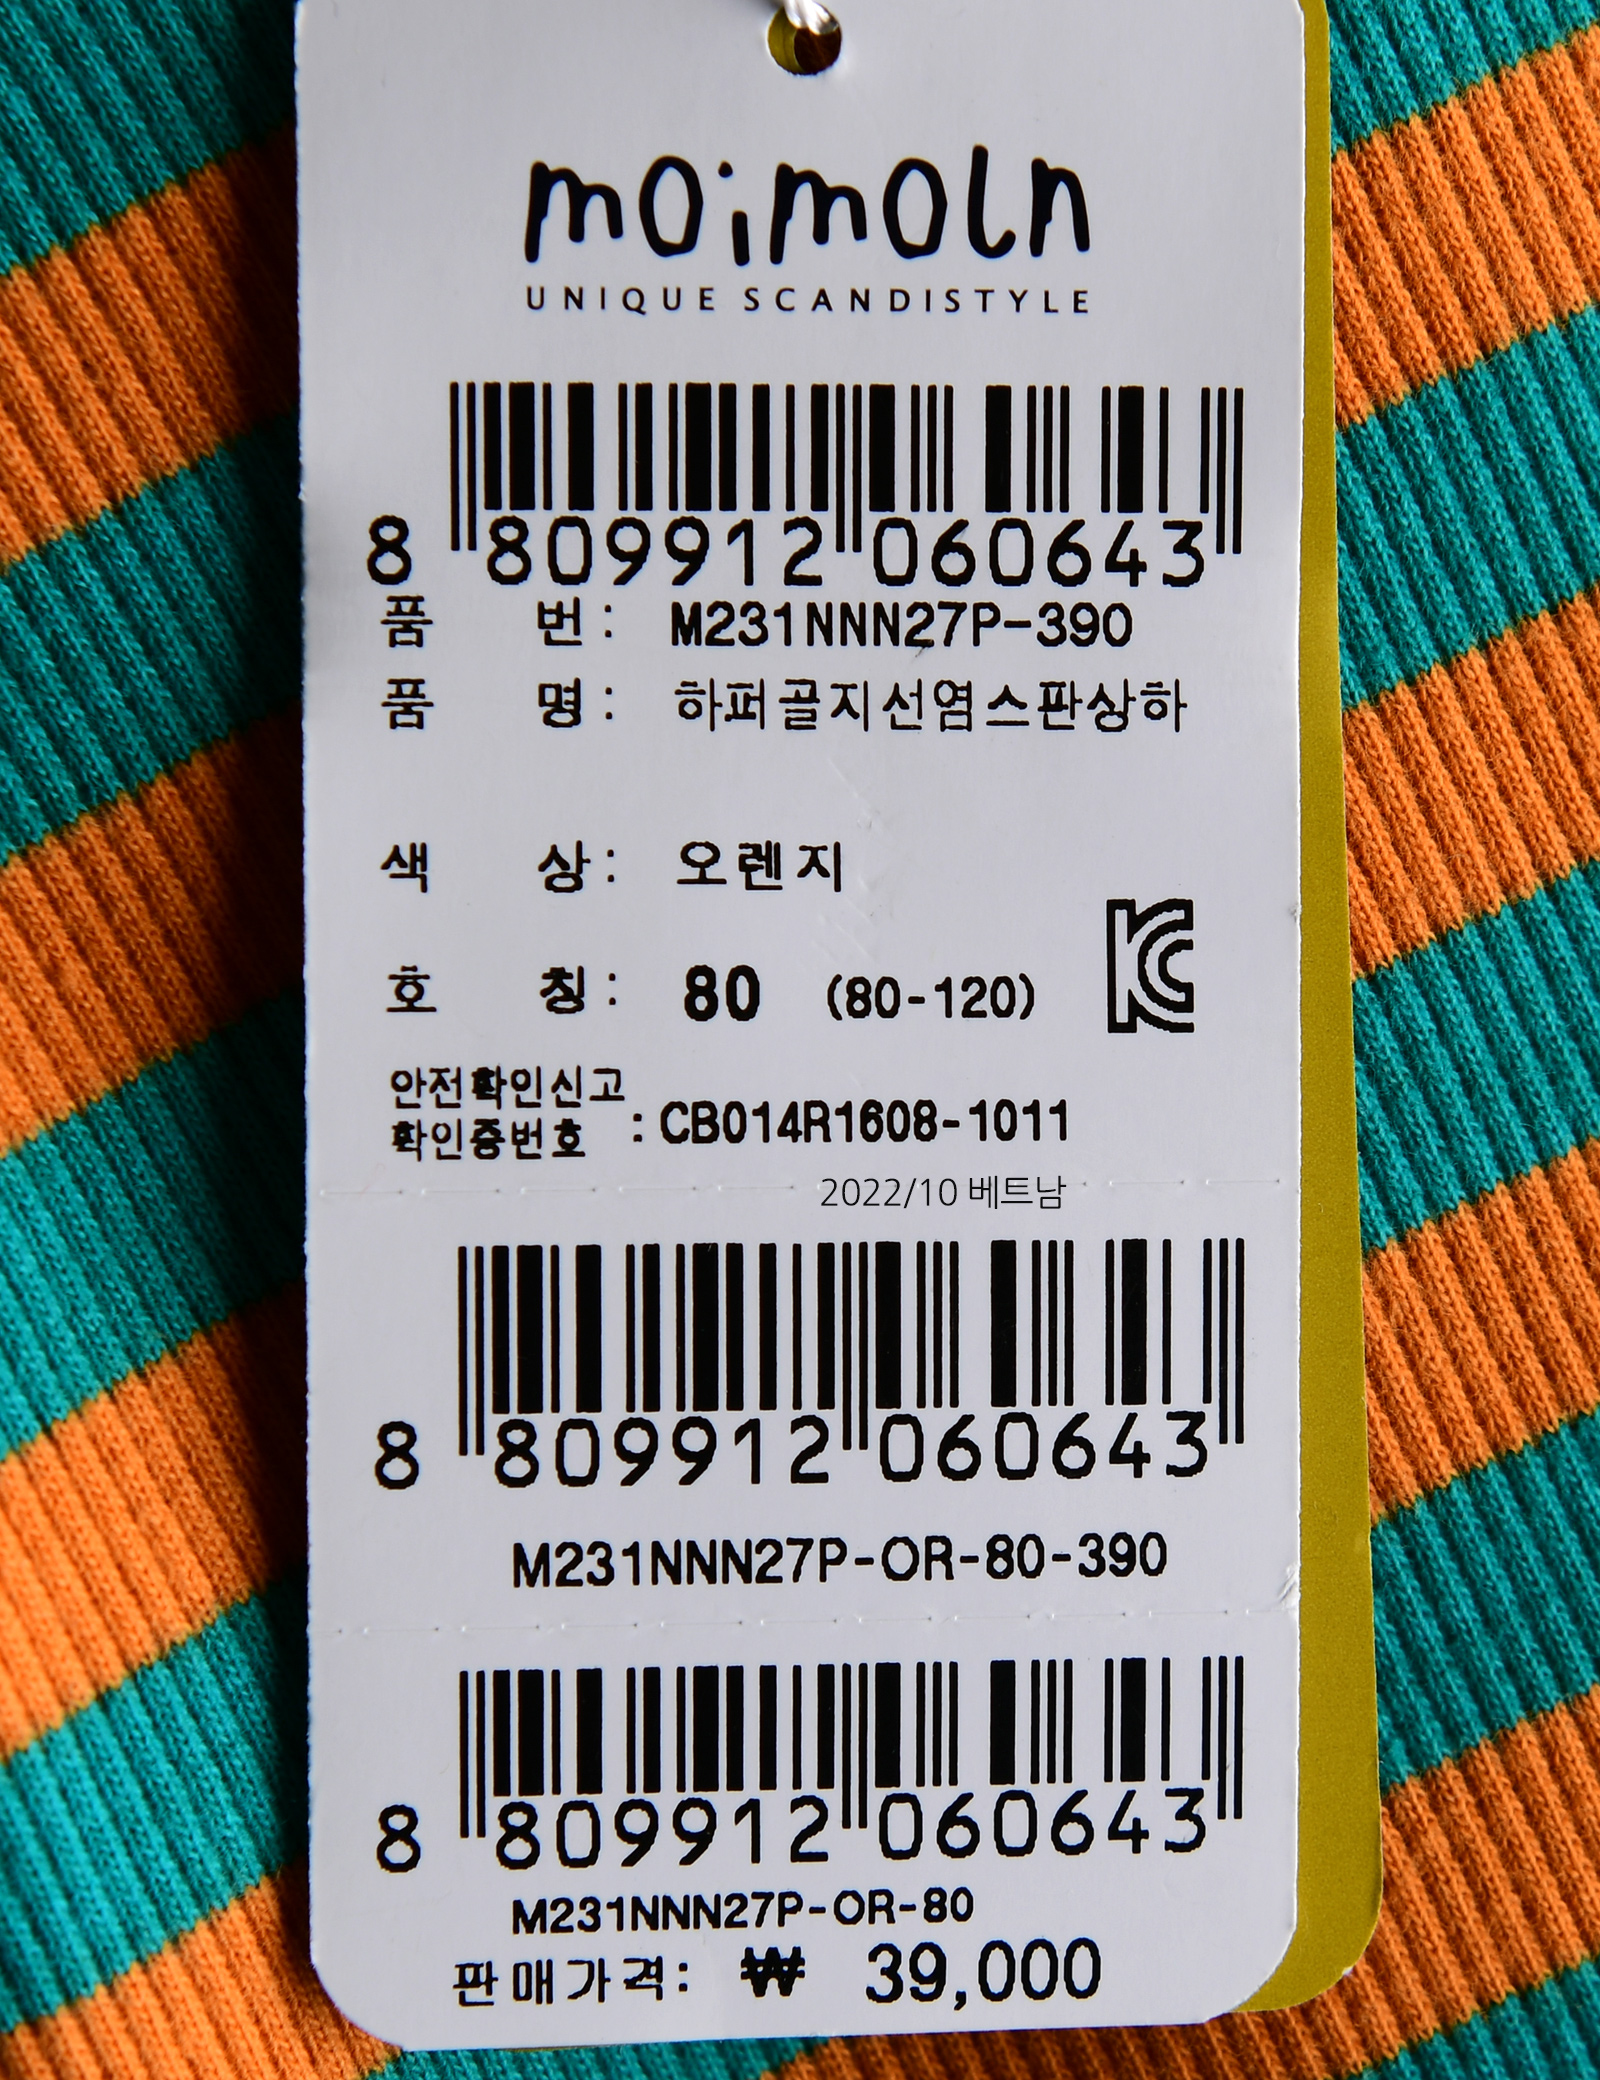 moimoln
UNIQUE SCANDISTYLE
8 809912 060643
품 번 : M231NNN27P-390
품 명 : 하퍼골지선염스판상하
색 상 : 오렌지
호 칭 : 80 (80-120)
안전확인신고
확인증번호 : CB014R1608-1011
2022/10 베트남
8 809912 060643
M231NNN27P-OR-80-390
8 809912 060643
M231NNN27P-OR-80
판매가격: ₩ 39,000